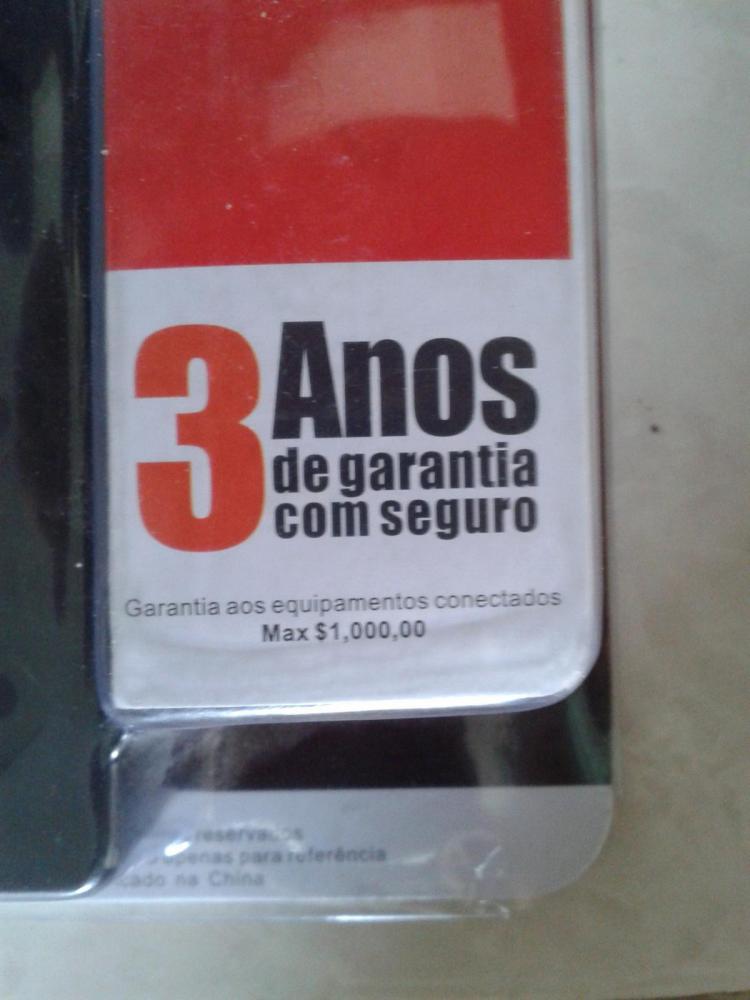 3 Anos
de garantia
com seguro
Garantia aos equipamentos conectados
Max $1,000,00
reservados
apenas para referência
na China